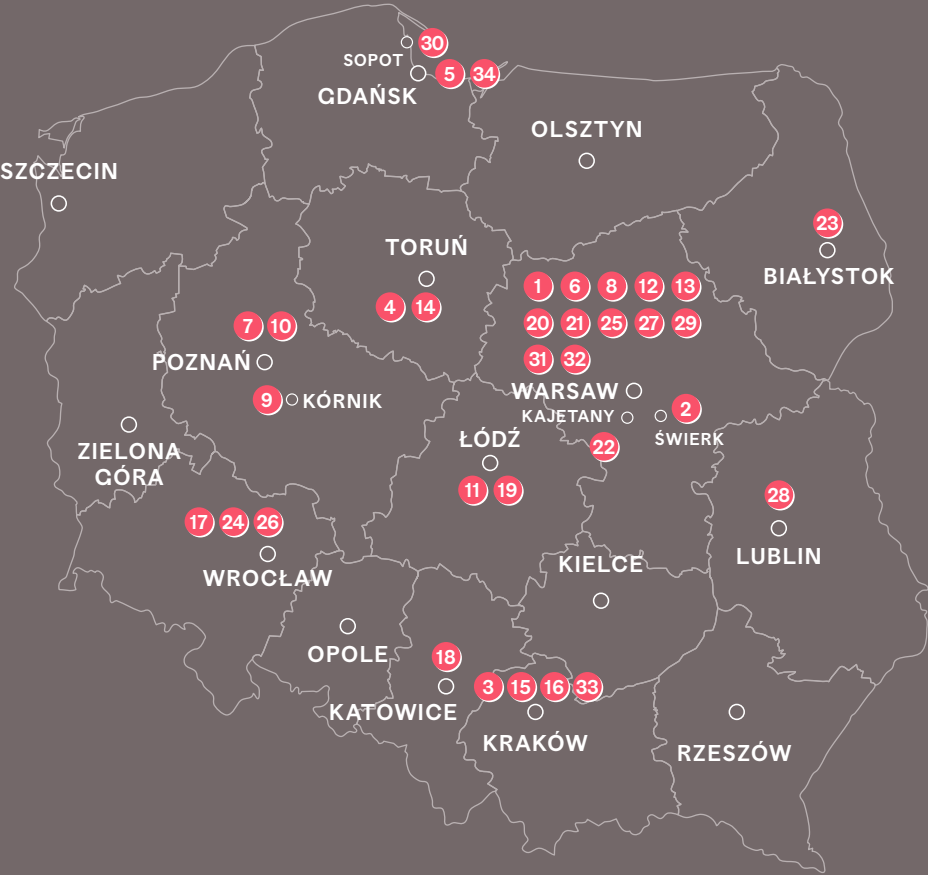 30
SOPOT
5 34
GDAŃSK
OLSZTYN
SZCZECIN
23
TORUŃ
BIAŁYSTOK
1 6 8 12 13
4 14
7 10
20 21 25 27 29
POZNAŃ
31 32
WARSAW
9 KÓRNIK
2
KAJETANY
ŚWIERK
ŁÓDŹ
22
ZIELONA
GÓRA
11 19
28
17 24 26
LUBLIN
WROCŁAW
KIELCE
OPOLE
18
3 15 16 33
KATOWICE
KRAKÓW
RZESZÓW